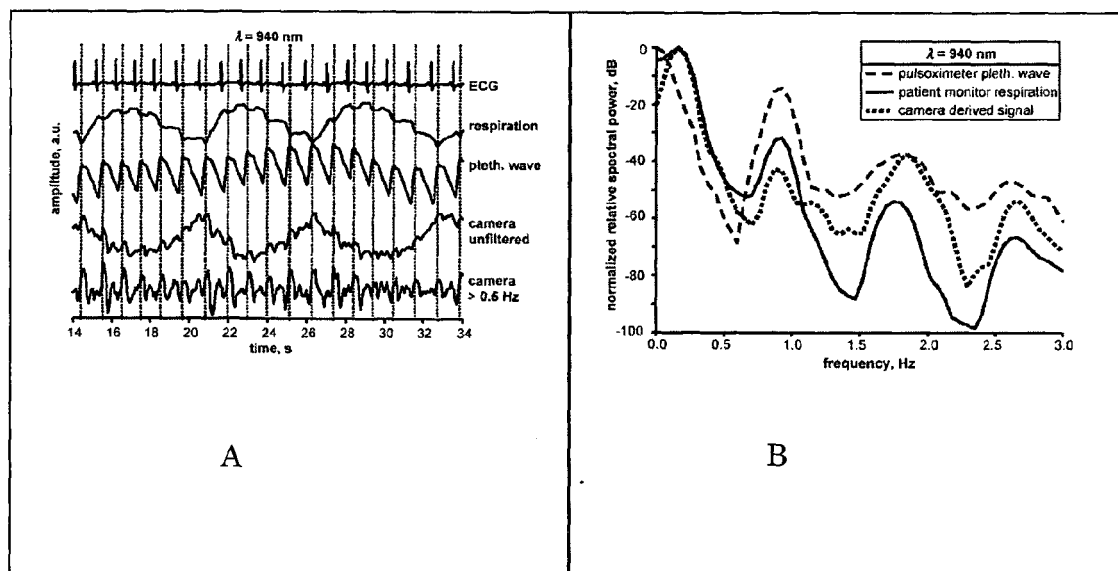 λ = 940 nm
ECG
respiration
pleth. wave
camera
unfiltered
camera
> 0.6 Hz
amplitudo, a.u.
14 16 18 20 22 24 26 28 30 32 34
time, s
A
λ = 940 nm
pulsoximeter pleth. wave
patient monitor respiration
camera derived signal
normalized relative spectral power, dB
0
-20
-40
-60
-80
-100
0.0 0.5 1.0 1.5 2.0 2.5 3.0
frequency, Hz
B